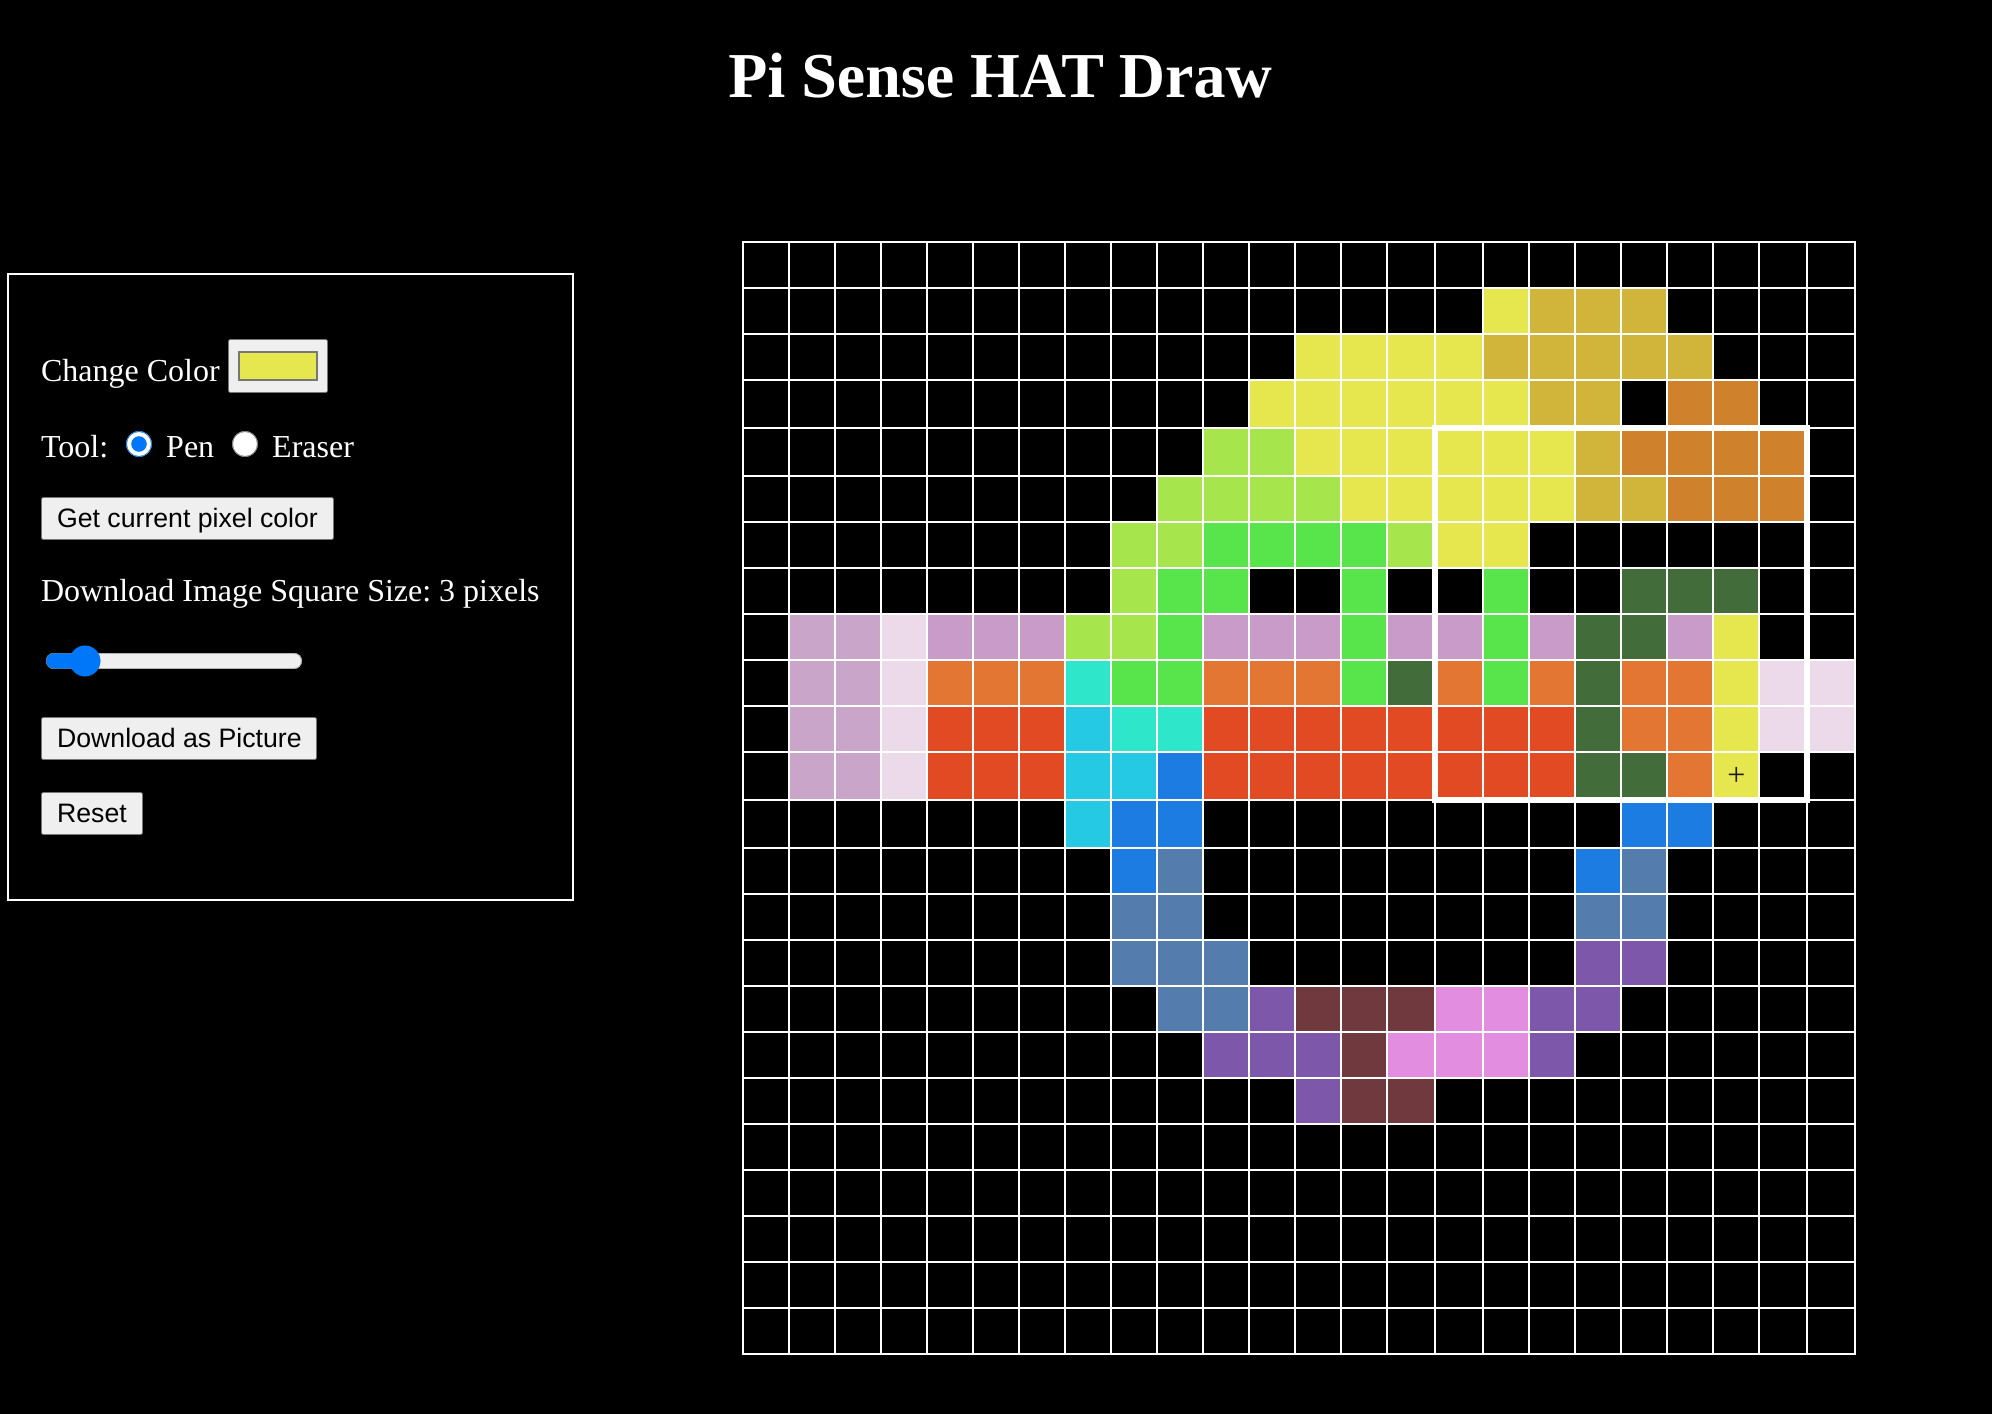 Pi Sense HAT Draw
Change Color
Tool: Pen Eraser
Get current pixel color
Download Image Square Size: 3 pixels
Download as Picture
Reset
+